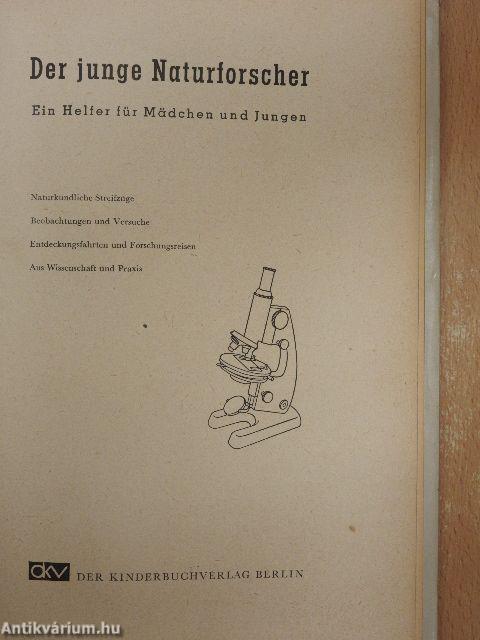 Der junge Naturforscher
Ein Helfer für Mädchen und Jungen
Naturkundliche Streifzüge
Beobachtungen und Versuche
Entdeckungsfahrten und Forschungsreisen
Aus Wissenschaft und Praxis
dkv DER KINDERBUCHVERLAG BERLIN
Antikvárium.hu